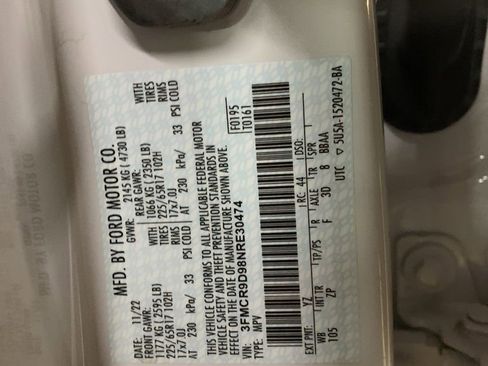 MFD. BY FORD MOTOR CO.
DATE: 11/22 GVWR: 2145 KG ( 4730 LB)
FRONT GAWR: REAR GAWR:
1177 KG ( 2595 LB) WITH 1066 KG ( 2350 LB) WITH
225/65R17 102H TIRES 225/65R17 102H TIRES
17x7.0J RIMS 17x7.0J RIMS
AT 230 kPa/ 33 PSI COLD AT 230 kPa/ 33 PSI COLD
THIS VEHICLE CONFORMS TO ALL APPLICABLE FEDERAL MOTOR
VEHICLE SAFETY AND THEFT PREVENTION STANDARDS IN
EFFECT ON THE DATE OF MANUFACTURE SHOWN ABOVE.
VIN: 3FMCR9D98NRE30474 F0195
TYPE: MPV T0161
EXT PNT: YZ RC: 44 DSO:
WB INT TR TP/PS R AXLE TR SPR
105 ZP F 3D 8 BBAA
UTC ▽ 5U5A-1520472-BA